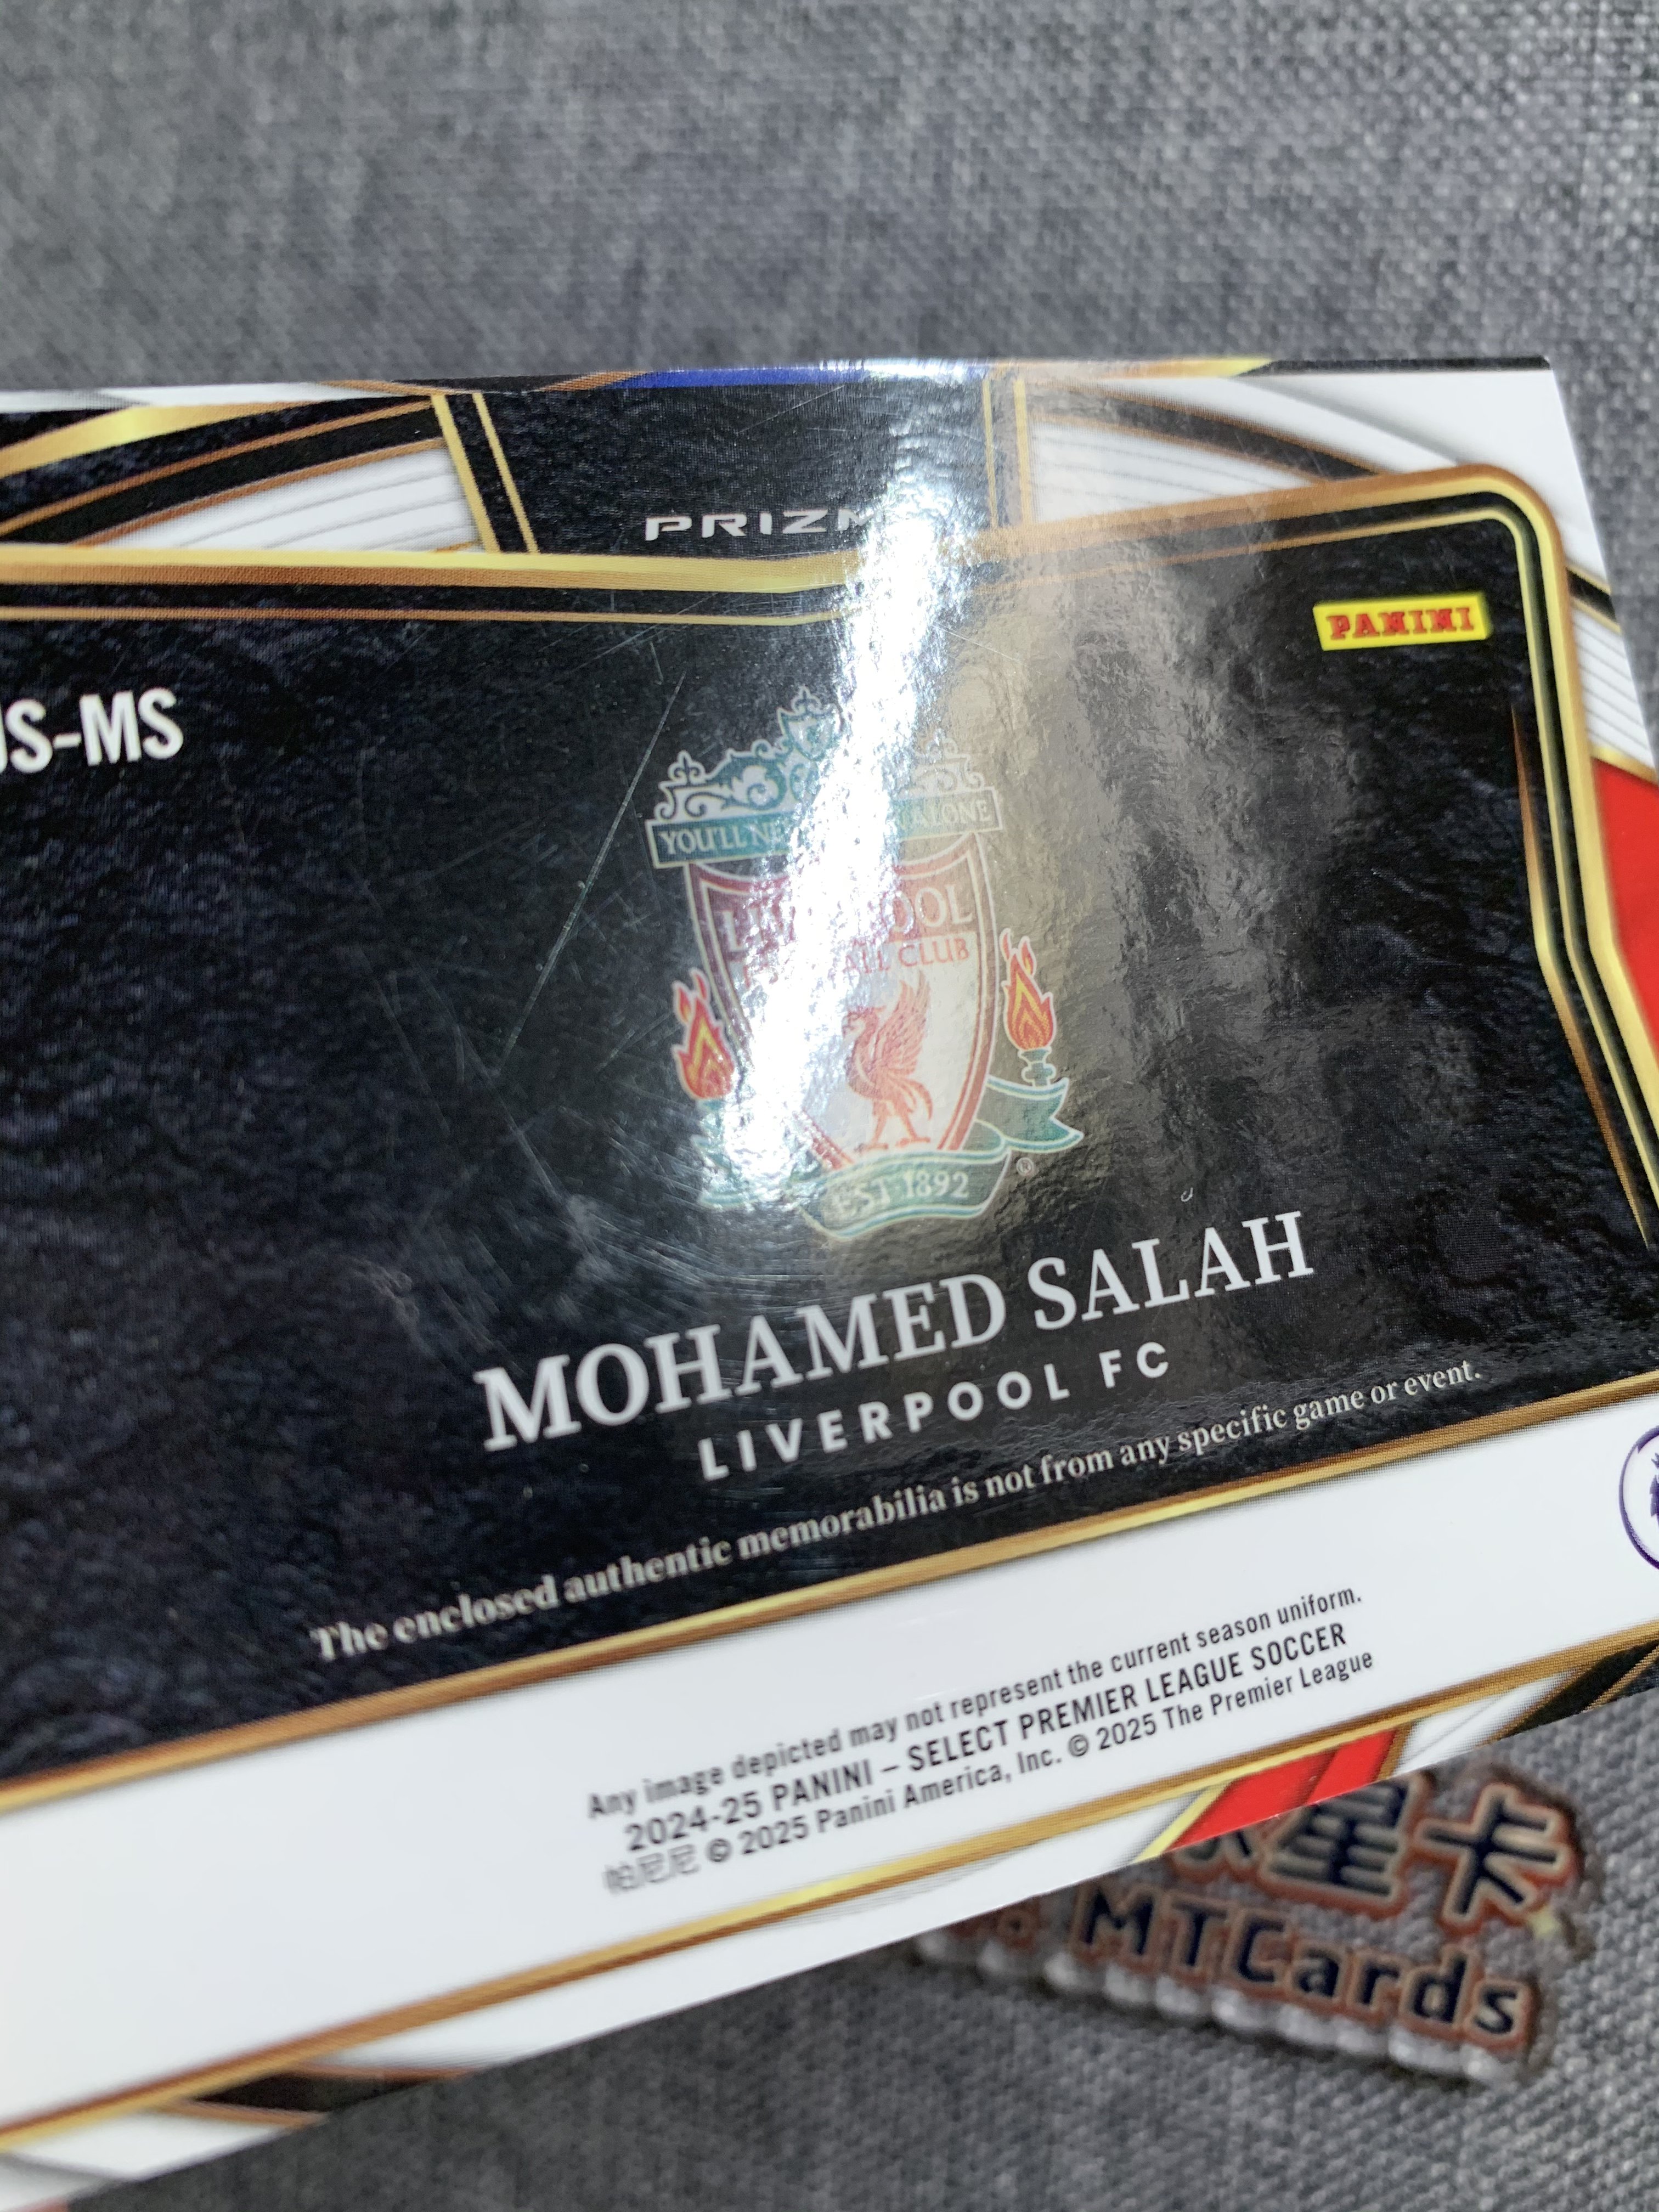 PRIZM
PANINI
S-MS
YOU'LL NE ALONE
L OOL
ALL CLUB
EST 1892
®
MOHAMED SALAH
LIVERPOOL FC
The enclosed authentic memorabilia is not from any specific game or event.
Any image depicted may not represent the current season uniform.
2024-25 PANINI – SELECT PREMIER LEAGUE SOCCER
帕尼尼 © 2025 Panini America, Inc. © 2025 The Premier League
星卡
MTCards